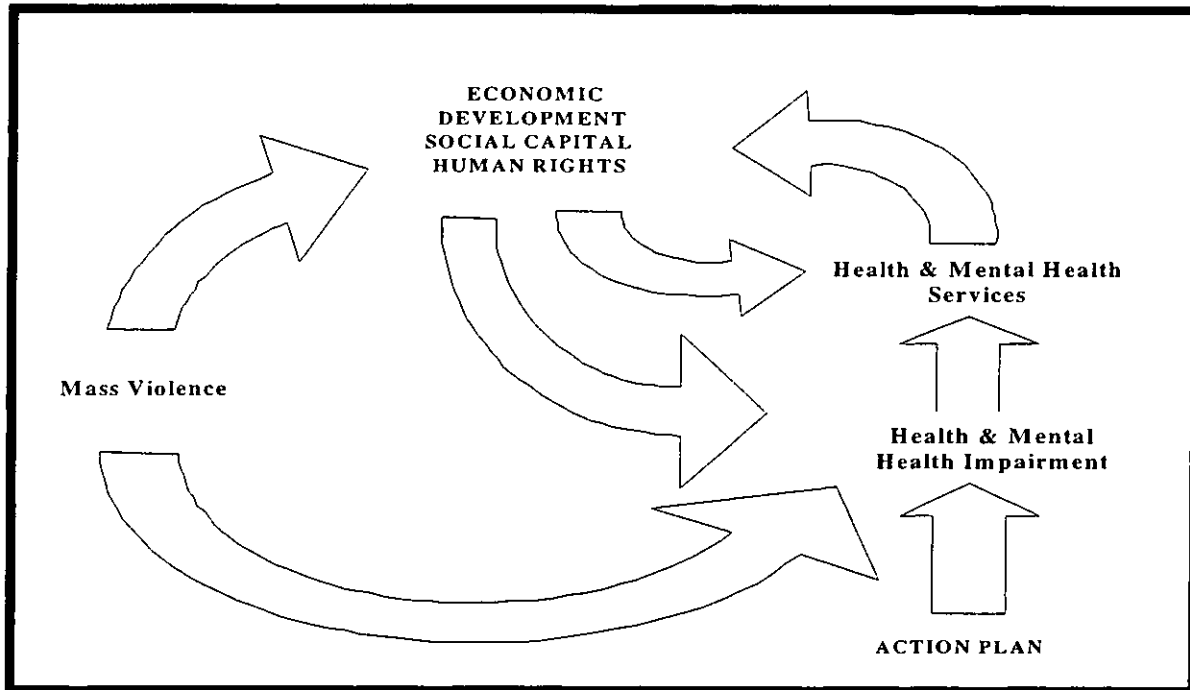 ECONOMIC
DEVELOPMENT
SOCIAL CAPITAL
HUMAN RIGHTS
Health & Mental Health
Services
Mass Violence
Health & Mental
Health Impairment
ACTION PLAN